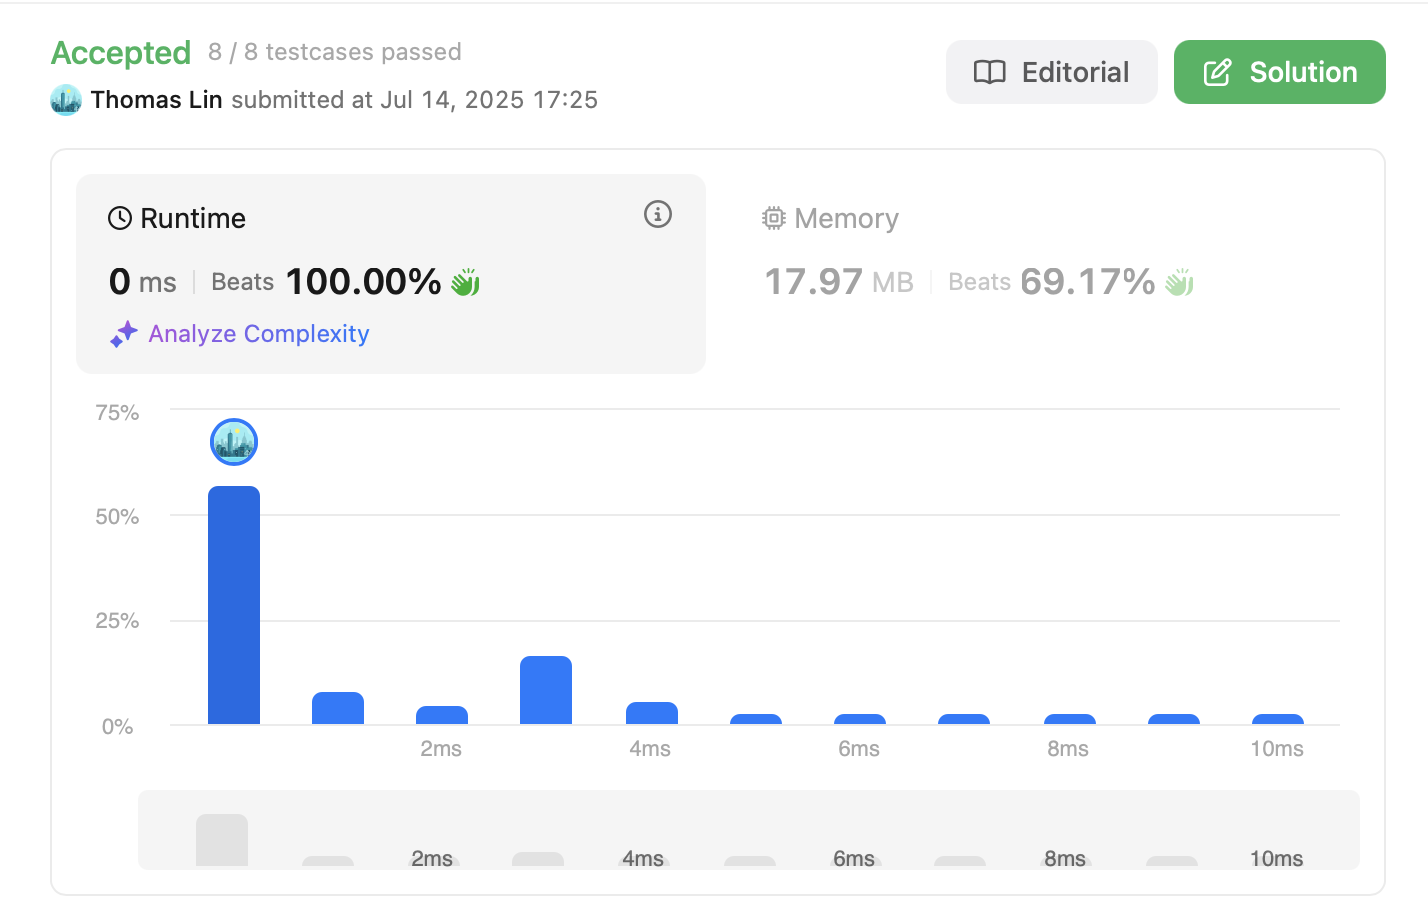 Accepted 8 / 8 testcases passed
Editorial
Solution
Thomas Lin submitted at Jul 14, 2025 17:25
Runtime
0 ms Beats 100.00%
Analyze Complexity
Memory
17.97 MB Beats 69.17%
75%
50%
25%
0%
2ms 4ms 6ms 8ms 10ms
2ms 4ms 6ms 8ms 10ms